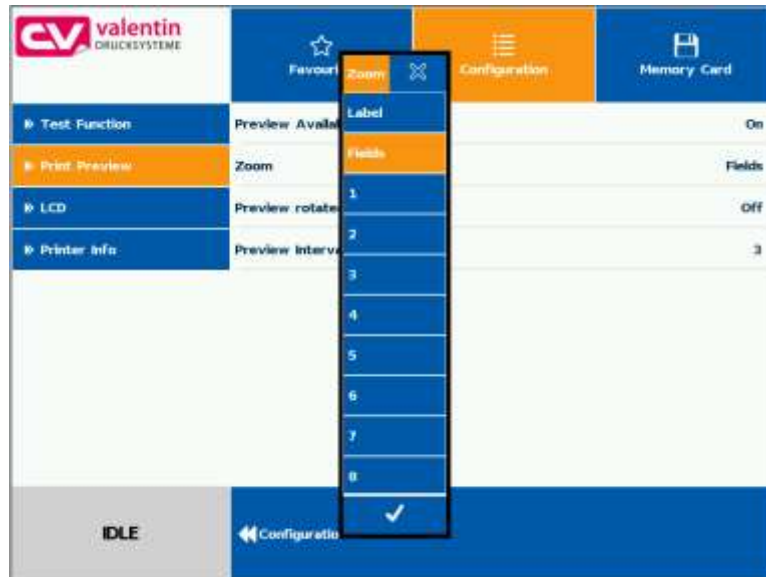 CV valentin
DRUCKSYSTEME
Favouri
Configuration
Memory Card
Zoom
Label
Fields
1
2
3
4
5
6
7
8
Test Function
Print Preview
LCD
Printer Info
Preview Availa
On
Zoom
Fields
Preview rotate
Off
Preview Interv
3
IDLE
Configuratio